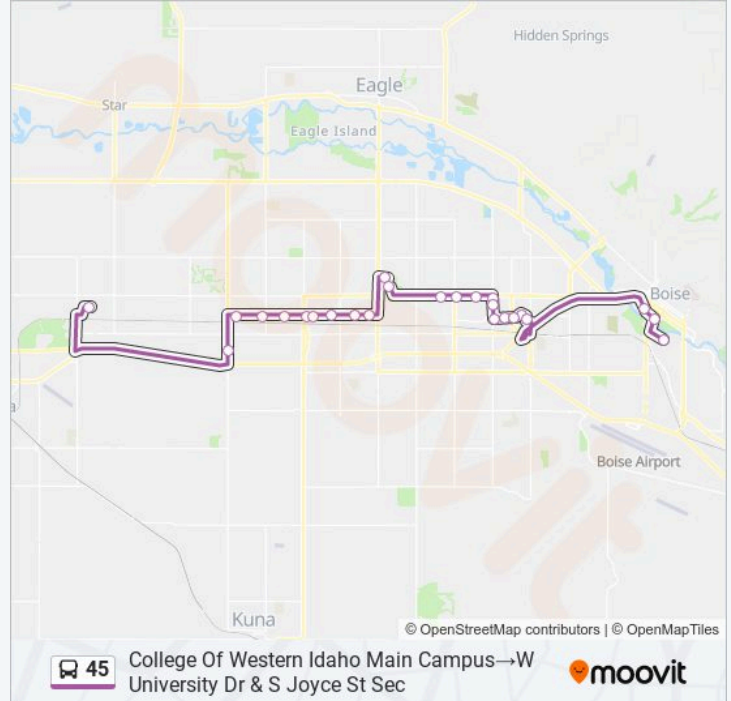 Hidden Springs
Eagle
Star
Eagle Island
Boise
a
Boise Airport
Kuna
© OpenStreetMap contributors | © OpenMapTiles
45
College Of Western Idaho Main Campus→W
University Dr & S Joyce St Sec
moovit
moovit